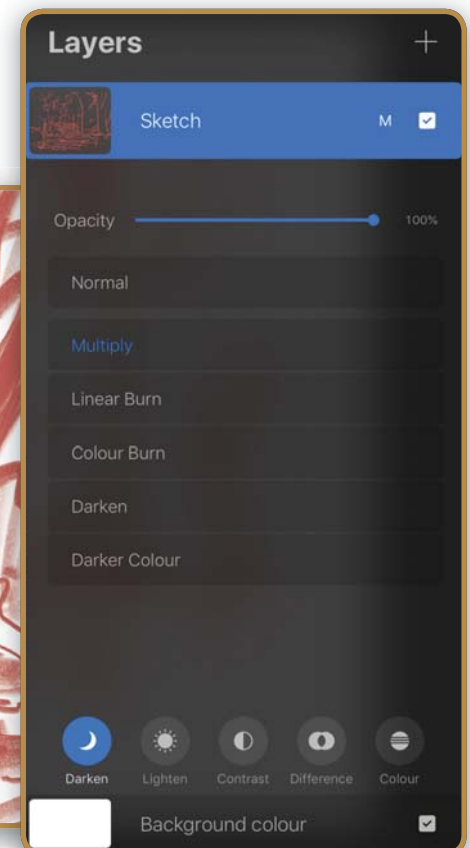 Layers
Sketch M
Opacity 100%
Normal
Multiply
Linear Burn
Colour Burn
Darken
Darker Colour
Darken Lighten Contrast Difference Colour
Background colour